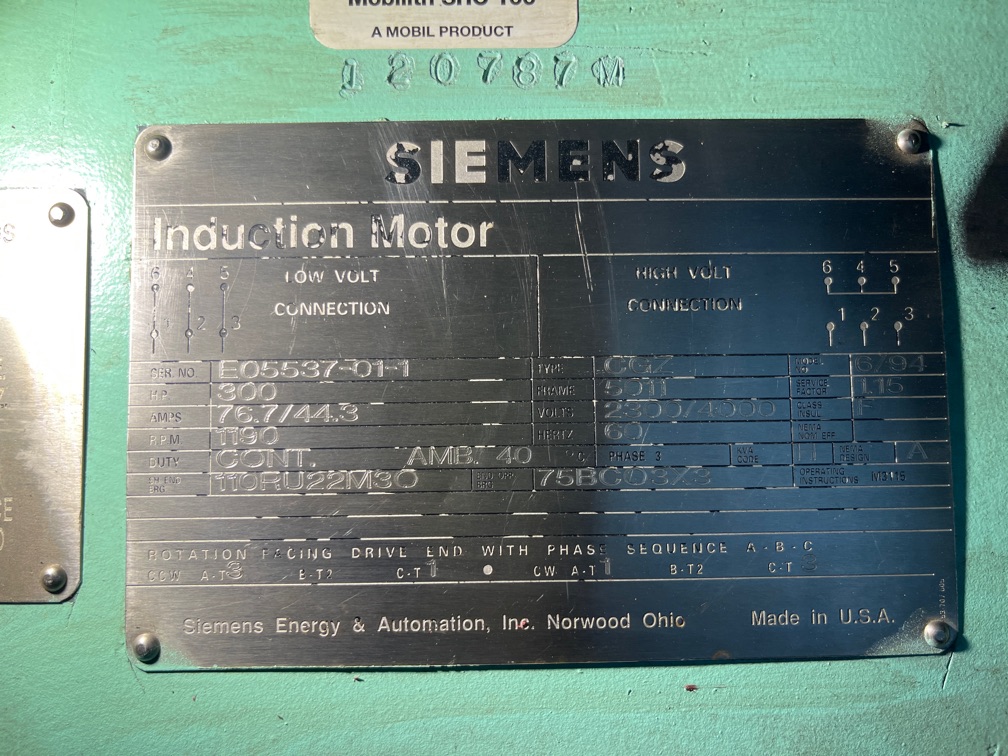 Mobilith SHC 100
A MOBIL PRODUCT
120787M
SIEMENS
Induction Motor
6 4 5 LOW VOLT HIGH VOLT 6 4 5
CONNECTION CONNECTION
1 2 3 1 2 3
SER. NO. E05537-01-1 TYPE CGZ 6/94
HP 300 FRAME 5011 SERVICE FACTOR 1.15
AMPS 76.7/44.3 VOLTS 2300/4000 CLASS INSUL F
RPM 1190 HERTZ 60 NEMA NOM. EFF.
DUTY CONT. AMB. 40 °C PHASE 3 KVA CODE H NEMA DESIGN A
110RU22M30 75BC03X3 OPERATING INSTRUCTIONS M3115
ROTATION FACING DRIVE END WITH PHASE SEQUENCE A-B-C
CCW A-T3 B-T2 C-T1 • CW A-T1 B-T2 C-T3
Siemens Energy & Automation, Inc. Norwood Ohio Made in U.S.A.